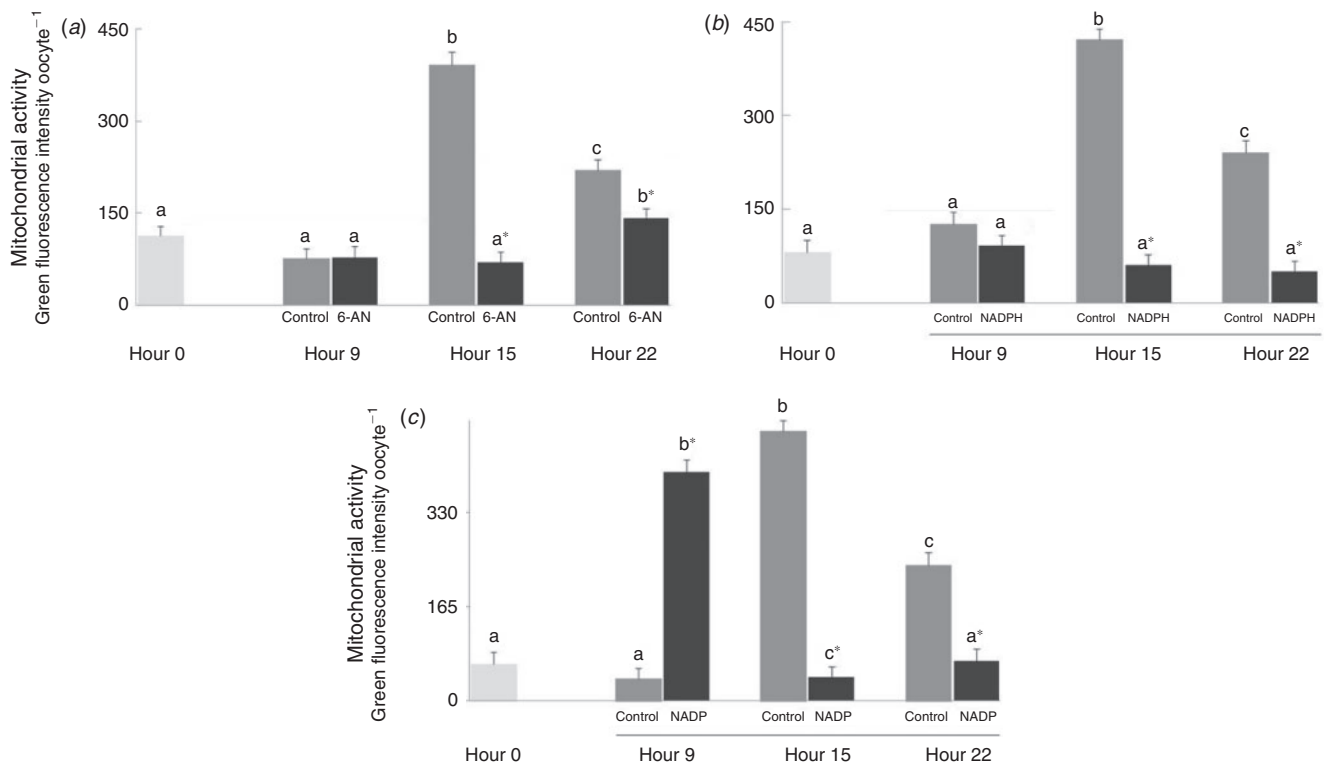 (a)
Mitochondrial activity
Green fluorescence intensity oocyte⁻¹
450
300
150
0
a
a a
b
a*
c
b*
Control 6-AN Control 6-AN Control 6-AN
Hour 0 Hour 9 Hour 15 Hour 22
(b)
450
300
150
0
a
a a
b
a*
c
a*
Control NADPH Control NADPH Control NADPH
Hour 0 Hour 9 Hour 15 Hour 22
(c)
Mitochondrial activity
Green fluorescence intensity oocyte⁻¹
330
165
0
a
a b*
b
c*
c
a*
Control NADP Control NADP Control NADP
Hour 0 Hour 9 Hour 15 Hour 22